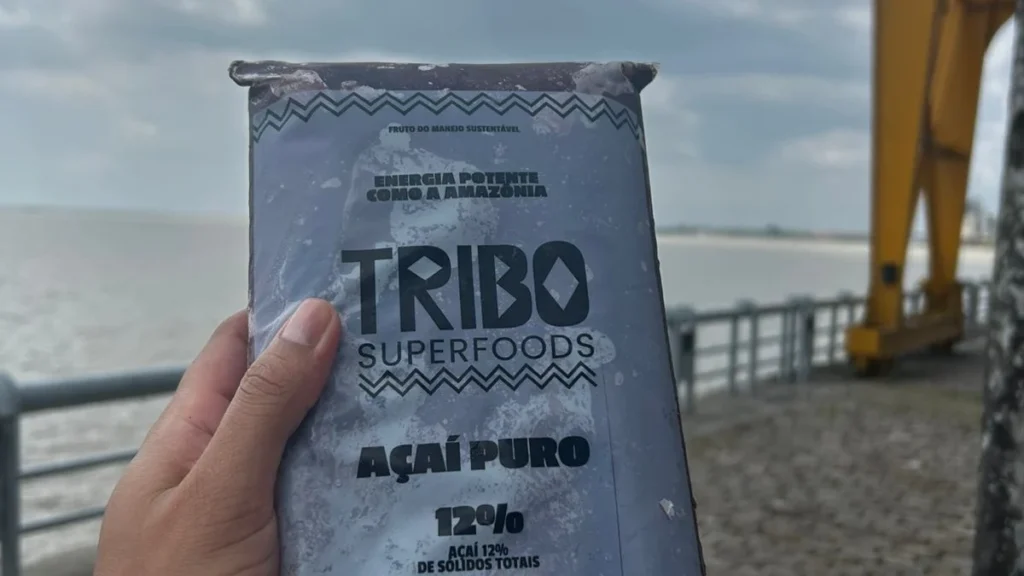 FRUTO DO MANEJO SUSTENTÁVEL
ENERGIA POTENTE
COMO A AMAZÔNIA
TRIBO
SUPERFOODS
AÇAÍ PURO
12%
AÇAÍ 12%
DE SÓLIDOS TOTAIS